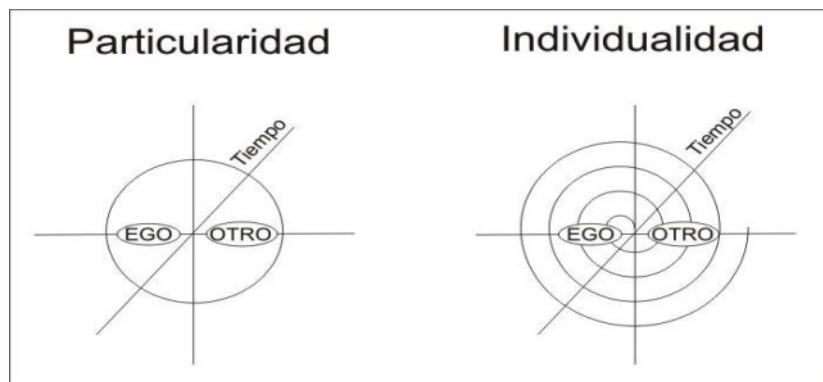 Particularidad
Individualidad
Tiempo
EGO
OTRO
Tiempo
EGO
OTRO